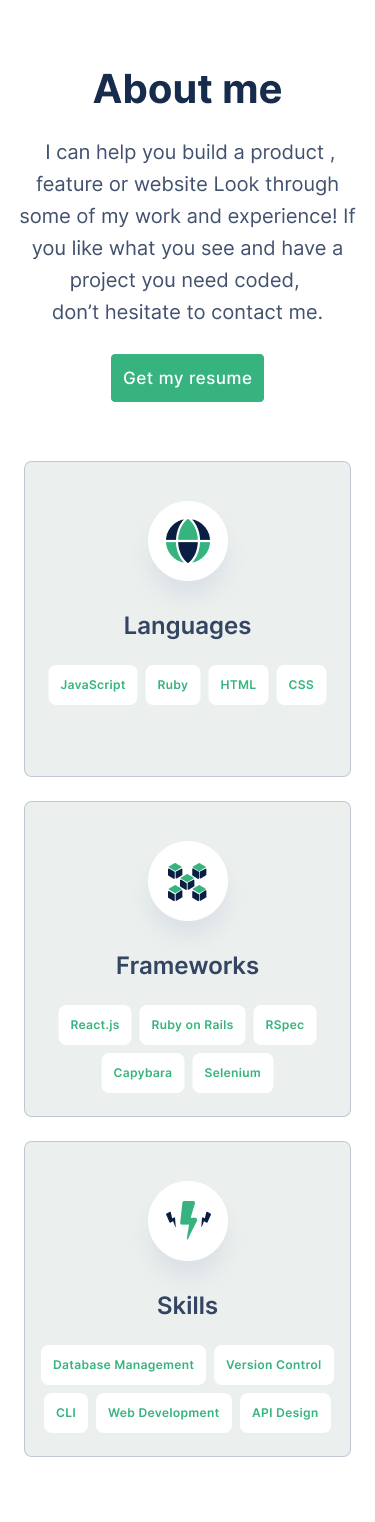 About me
I can help you build a product ,
feature or website Look through
some of my work and experience! If
you like what you see and have a
project you need coded,
don’t hesitate to contact me.
Get my resume
Languages
JavaScript Ruby HTML CSS
Frameworks
React.js Ruby on Rails RSpec
Capybara Selenium
Skills
Database Management Version Control
CLI Web Development API Design